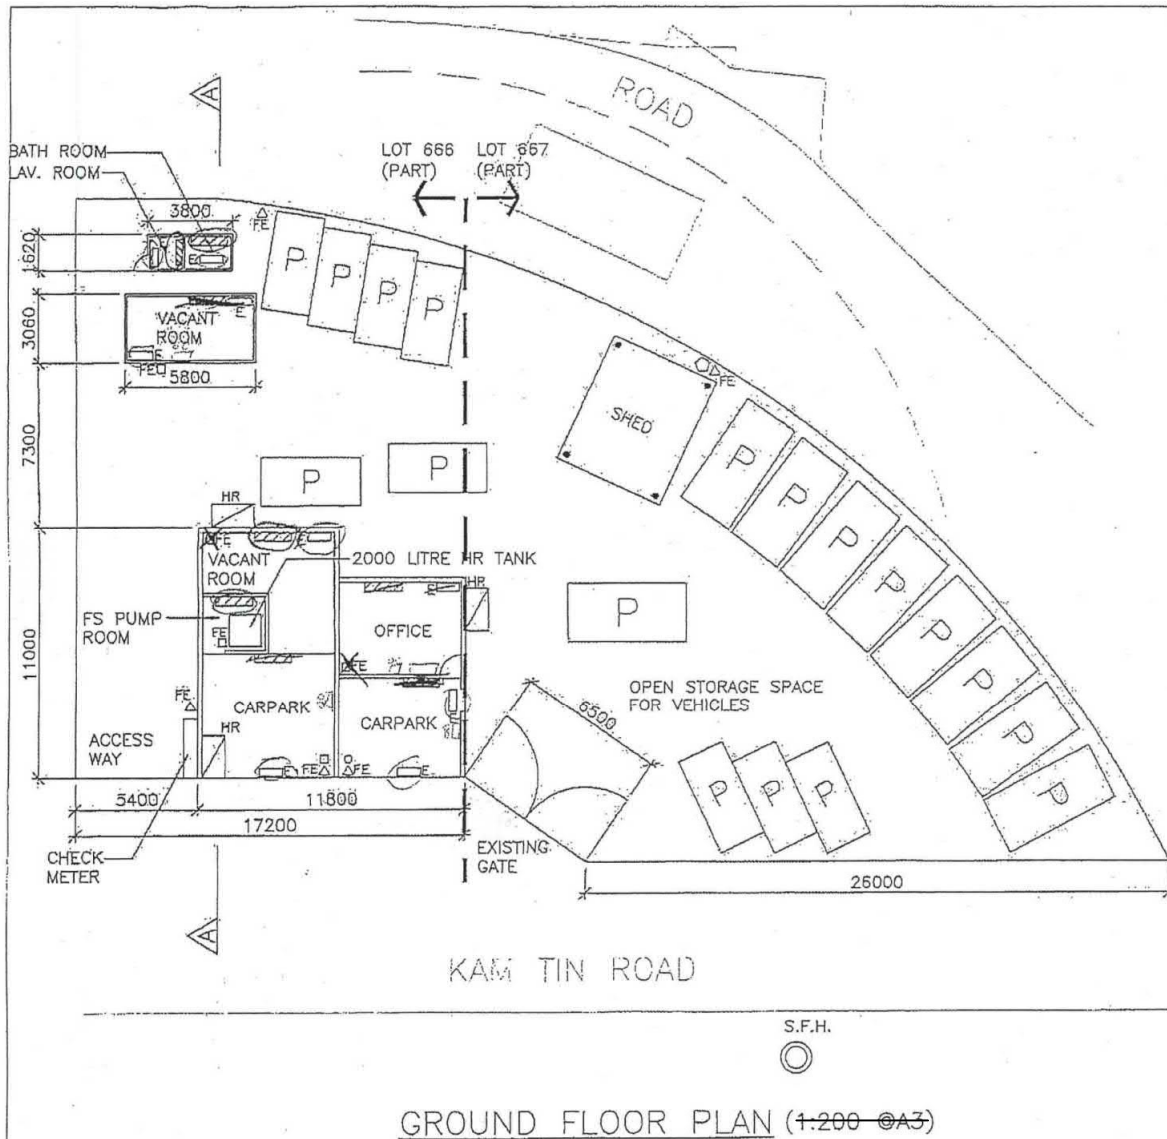 ROAD
A
BATH ROOM
LAV. ROOM
LOT 666
(PART)
LOT 667
(PART)
3800
FE
1620
E
P
P
P
P
3060
VACANT
ROOM
E
E
FE
5800
FE
SHED
7300
P
P
P
P
P
P
P
P
P
P
HR
FE
E
VACANT
ROOM
2000 LITRE HR TANK
HR
FS PUMP
ROOM
FE
E
OFFICE
P
11000
FE
OPEN STORAGE SPACE
FOR VEHICLES
6500
FE
CARPARK
CARPARK
HR
ACCESS
WAY
E
FE
FE
E
P
P
P
5400
11800
17200
CHECK
METER
EXISTING
GATE
26000
A
KAM TIN ROAD
S.F.H.
GROUND FLOOR PLAN (1:200 @A3)